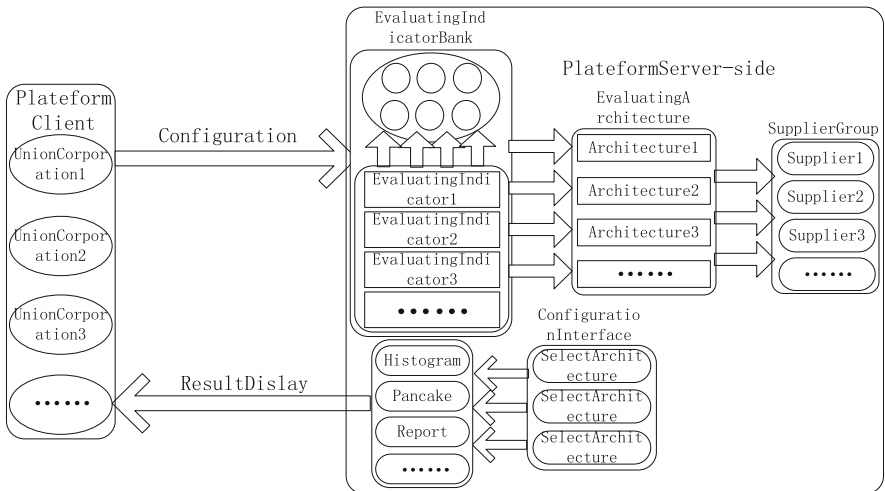 EvaluatingInd
icatorBank
PlateformServer-side
Plateform
Client
EvaluatingA
rchitecture
SupplierGroup
Configuration
UnionCorpor
ation1
Architecture1
Supplier1
EvaluatingIndi
cator1
Architecture2
Supplier2
UnionCorpor
ation2
EvaluatingIndi
cator2
Architecture3
Supplier3
EvaluatingIndi
cator3
••••••
••••••
UnionCorpor
ation3
••••••
Configuratio
nInterface
Histogram
SelectArchit
ecture
ResultDislay
••••••
Pancake
SelectArchit
ecture
Report
SelectArchit
ecture
••••••